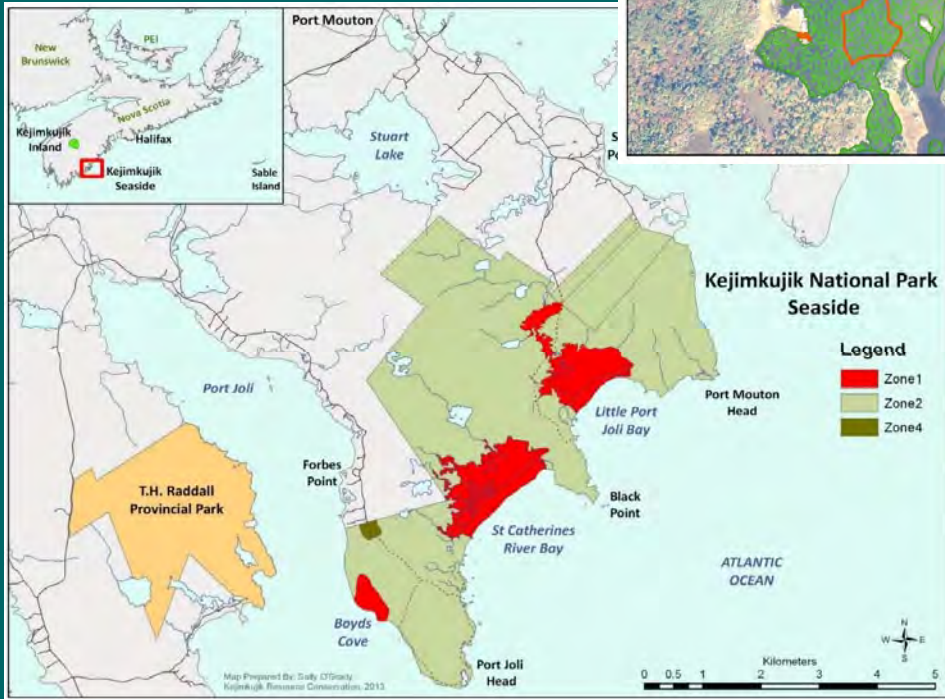 New
Brunswick
PEI
Nova Scotia
Halifax
Kejimkujik
Inland
Kejimkujik
Seaside
Sable
Island
Port Mouton
Stuart
Lake
Kejimkujik National Park
Seaside
Legend
Zone1
Zone2
Zone4
Port Joli
Port Mouton
Head
Little Port
Joli Bay
Forbes
Point
T.H. Raddall
Provincial Park
Black
Point
St Catherines
River Bay
ATLANTIC
OCEAN
Boyds
Cove
Port Joli
Head
N
W
E
S
Kilometers
0 0.5 1 2 3 4 5
Map Prepared By: Sally O'Grady
Kejimkujik Resource Conservation, 2013